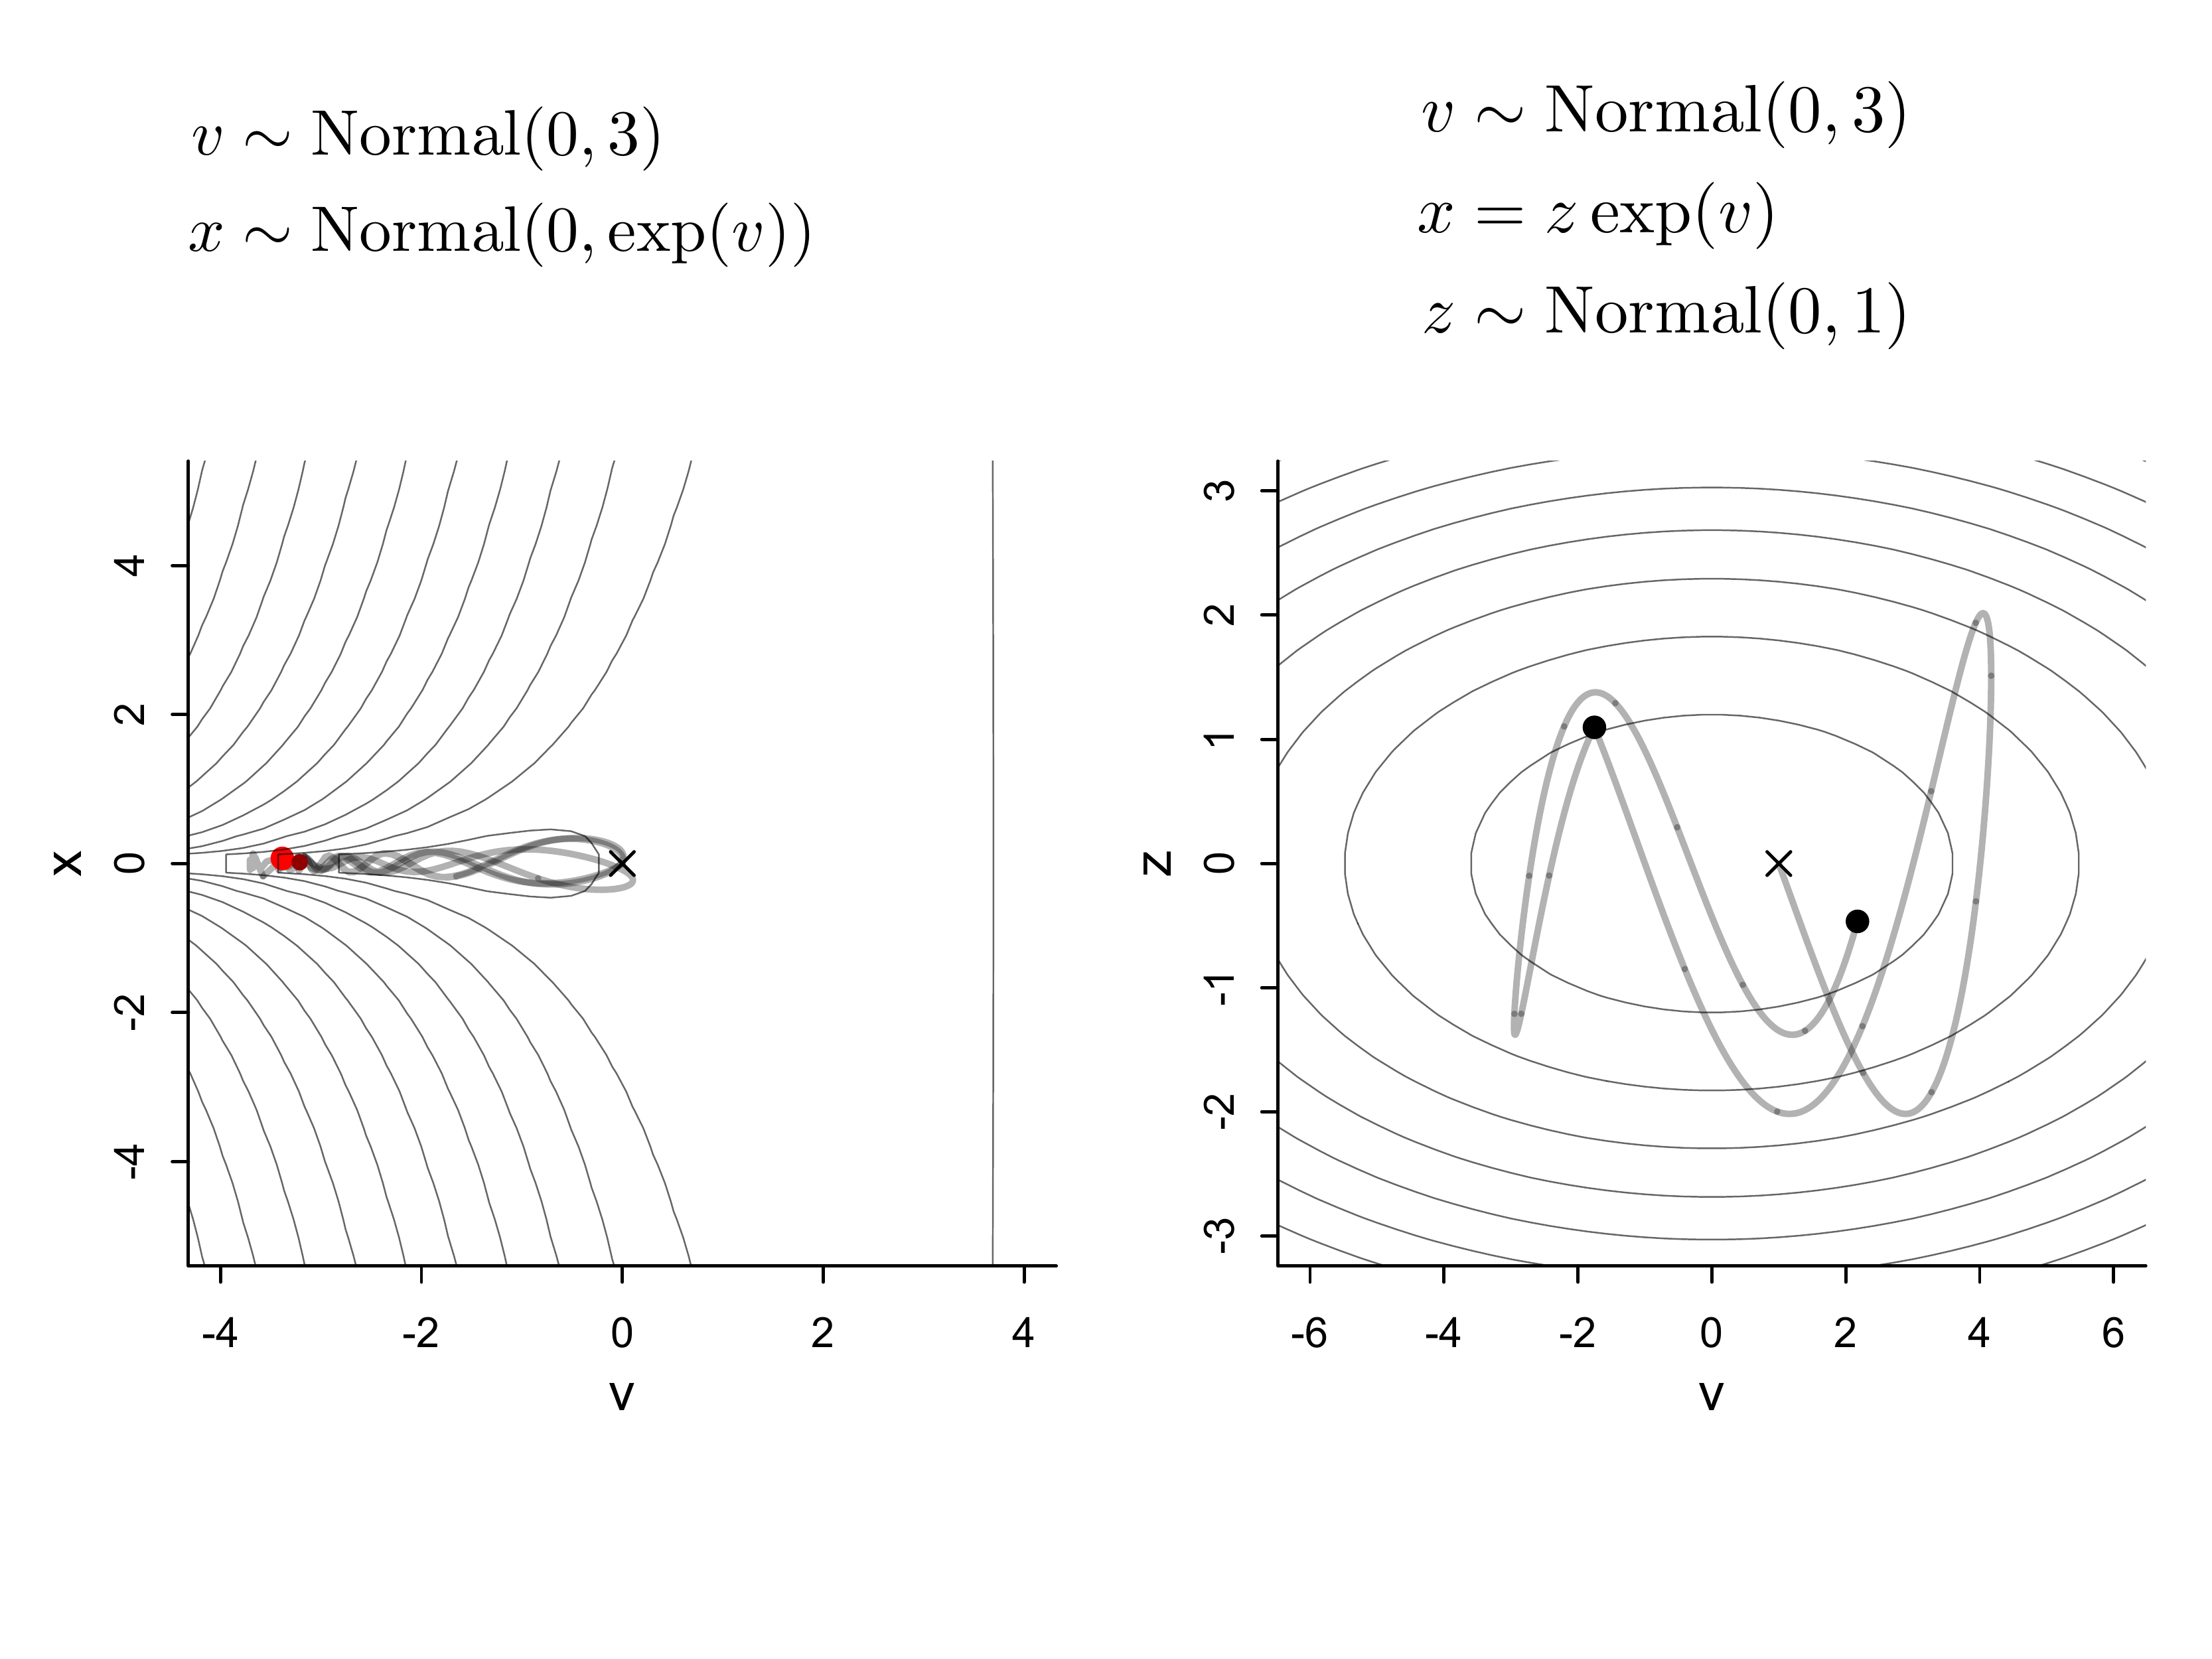 v ∼ Normal(0, 3)
x ∼ Normal(0, exp(v))
v ∼ Normal(0, 3)
x = z exp(v)
z ∼ Normal(0, 1)
4
2
0
-2
-4
x
-4 -2 0 2 4
v
3
2
1
0
-1
-2
-3
z
-6 -4 -2 0 2 4 6
v